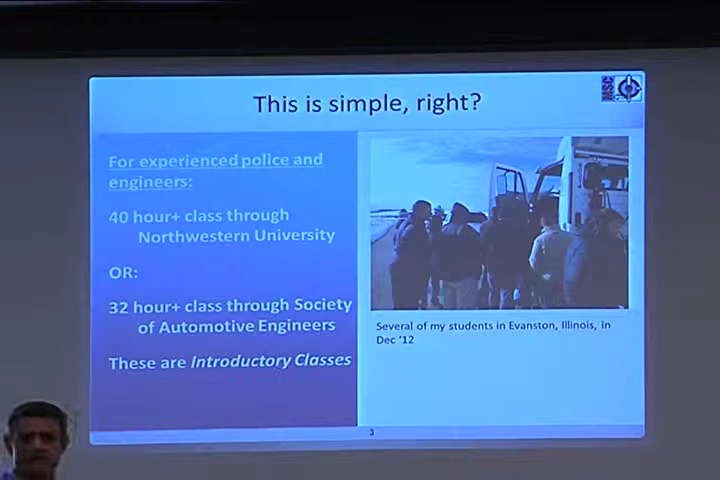 This is simple, right?
MSC
For experienced police and
engineers:
40 hour+ class through
Northwestern University
OR:
32 hour+ class through Society
of Automotive Engineers
These are Introductory Classes
Several of my students in Evanston, Illinois, in
Dec '12
3